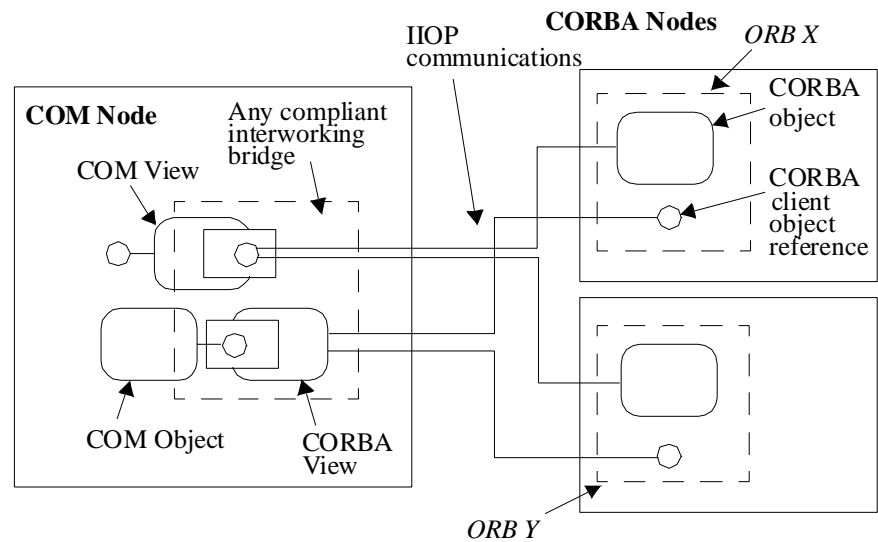 CORBA Nodes
ORB X
IIOP
communications
CORBA
object
COM Node
Any compliant
interworking
bridge
COM View
CORBA
client
object
reference
COM Object
CORBA
View
ORB Y